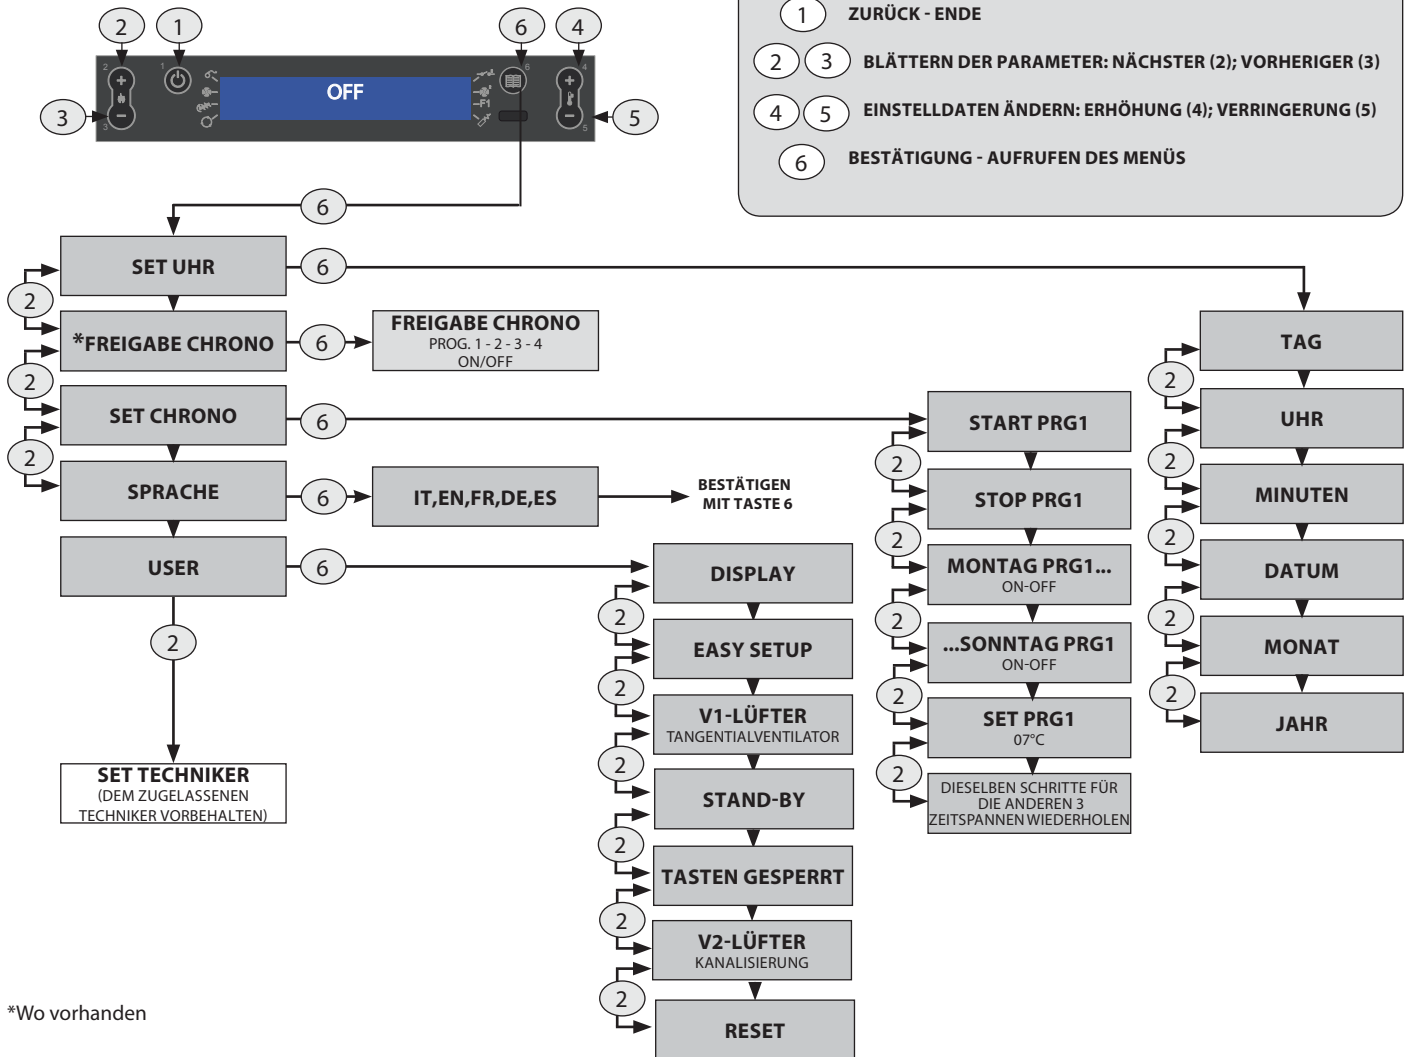 2
1
6
4
3
5
2
1
6
4
3
5
OFF
F1
1
ZURÜCK - ENDE
2
3
BLÄTTERN DER PARAMETER: NÄCHSTER (2); VORHERIGER (3)
4
5
EINSTELLDATEN ÄNDERN: ERHÖHUNG (4); VERRINGERUNG (5)
6
BESTÄTIGUNG - AUFRUFEN DES MENÜS
6
SET UHR
6
2
*FREIGABE CHRONO
6
FREIGABE CHRONO
PROG. 1 - 2 - 3 - 4
ON/OFF
2
SET CHRONO
6
2
SPRACHE
6
IT,EN,FR,DE,ES
BESTÄTIGEN
MIT TASTE 6
USER
6
2
SET TECHNIKER
(DEM ZUGELASSENEN
TECHNIKER VORBEHALTEN)
DISPLAY
2
EASY SETUP
2
V1-LÜFTER
TANGENTIALVENTILATOR
2
STAND-BY
2
TASTEN GESPERRT
2
V2-LÜFTER
KANALISIERUNG
2
RESET
START PRG1
2
STOP PRG1
2
MONTAG PRG1...
ON-OFF
2
...SONNTAG PRG1
ON-OFF
2
SET PRG1
07°C
2
DIESELBEN SCHRITTE FÜR
DIE ANDEREN 3
ZEITSPANNEN WIEDERHOLEN
TAG
2
UHR
2
MINUTEN
2
DATUM
2
MONAT
2
JAHR
*Wo vorhanden